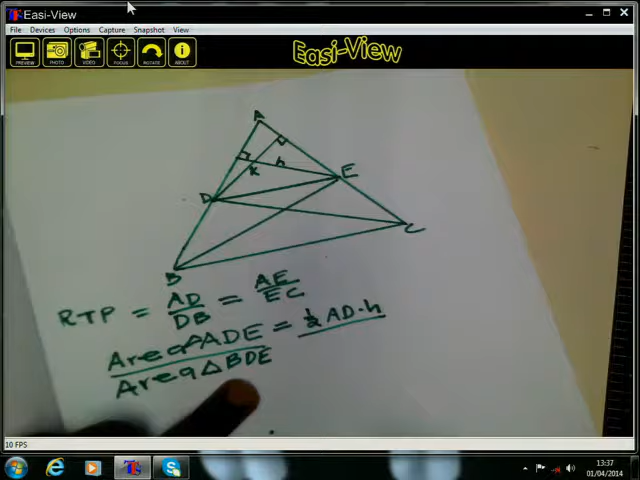 Easi-View
File Devices Options Capture Snapshot View
PREVIEW PHOTO VIDEO FOCUS ROTATE ABOUT
Easi-View
A
h
k
E
D
C
B
RTP = AD/DB = AE/EC
Area △ADE = ½ AD·h
Area △BDE
10 FPS
13:37
01/04/2014